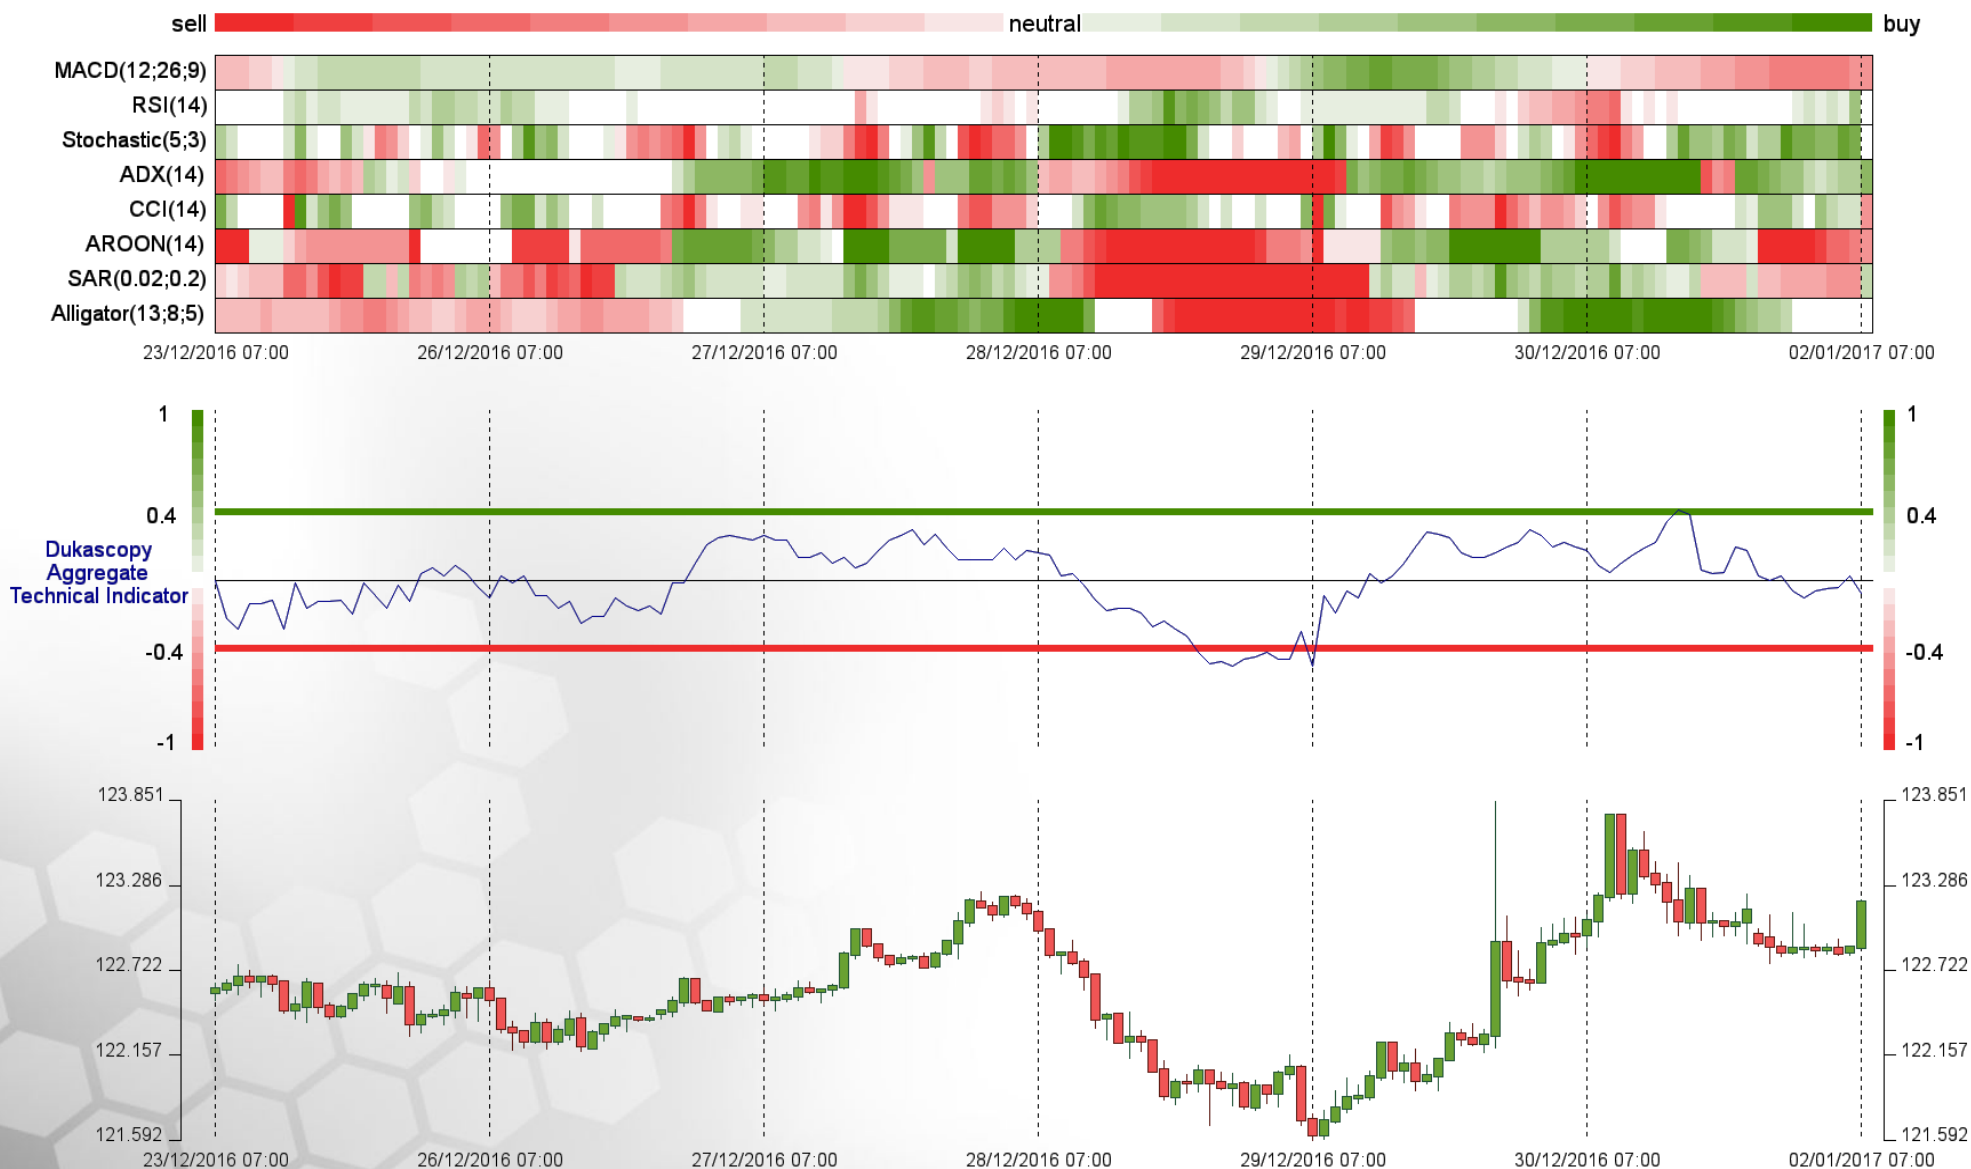 sell neutral buy
MACD(12;26;9)
RSI(14)
Stochastic(5;3)
ADX(14)
CCI(14)
AROON(14)
SAR(0.02;0.2)
Alligator(13;8;5)
23/12/2016 07:00 26/12/2016 07:00 27/12/2016 07:00 28/12/2016 07:00 29/12/2016 07:00 30/12/2016 07:00 02/01/2017 07:00
1 1
0.4 0.4
Dukascopy
Aggregate
Technical Indicator
-0.4 -0.4
-1 -1
123.851 123.851
123.286 123.286
122.722 122.722
122.157 122.157
121.592 121.592
23/12/2016 07:00 26/12/2016 07:00 27/12/2016 07:00 28/12/2016 07:00 29/12/2016 07:00 30/12/2016 07:00 02/01/2017 07:00